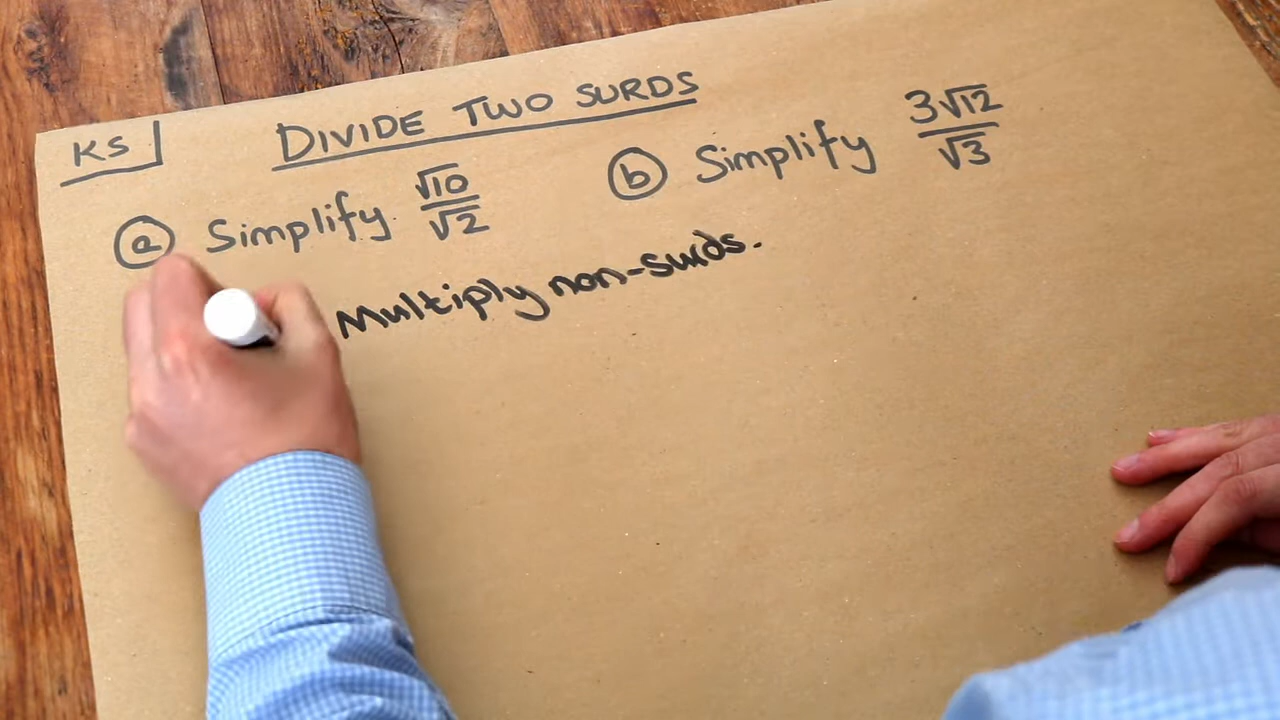 KS
DIVIDE TWO SURDS
ⓐ Simplify √10/√2
ⓑ Simplify 3√12/√3
Multiply non-surds.